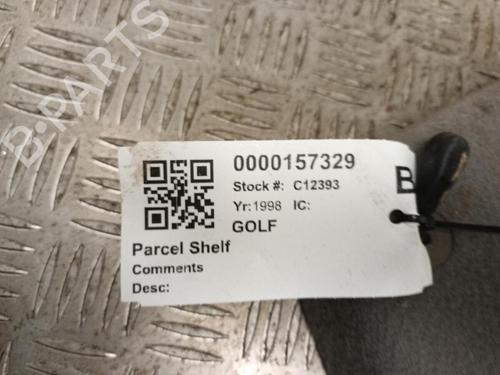 B-PARTS
0000157329
Stock #: C12393
Yr:1998 IC:
GOLF
Parcel Shelf
Comments
Desc:
B